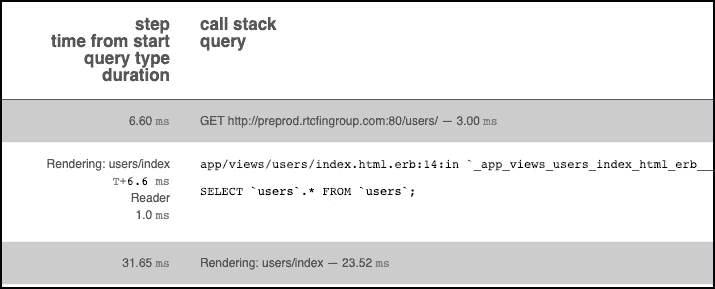 step call stack
time from start query
query type
duration
6.60 ms GET http://preprod.rtcfingroup.com:80/users/ — 3.00 ms
Rendering: users/index app/views/users/index.html.erb:14:in `_app_views_users_index_html_erb__
T+6.6 ms
Reader SELECT `users`.* FROM `users`;
1.0 ms
31.65 ms Rendering: users/index — 23.52 ms